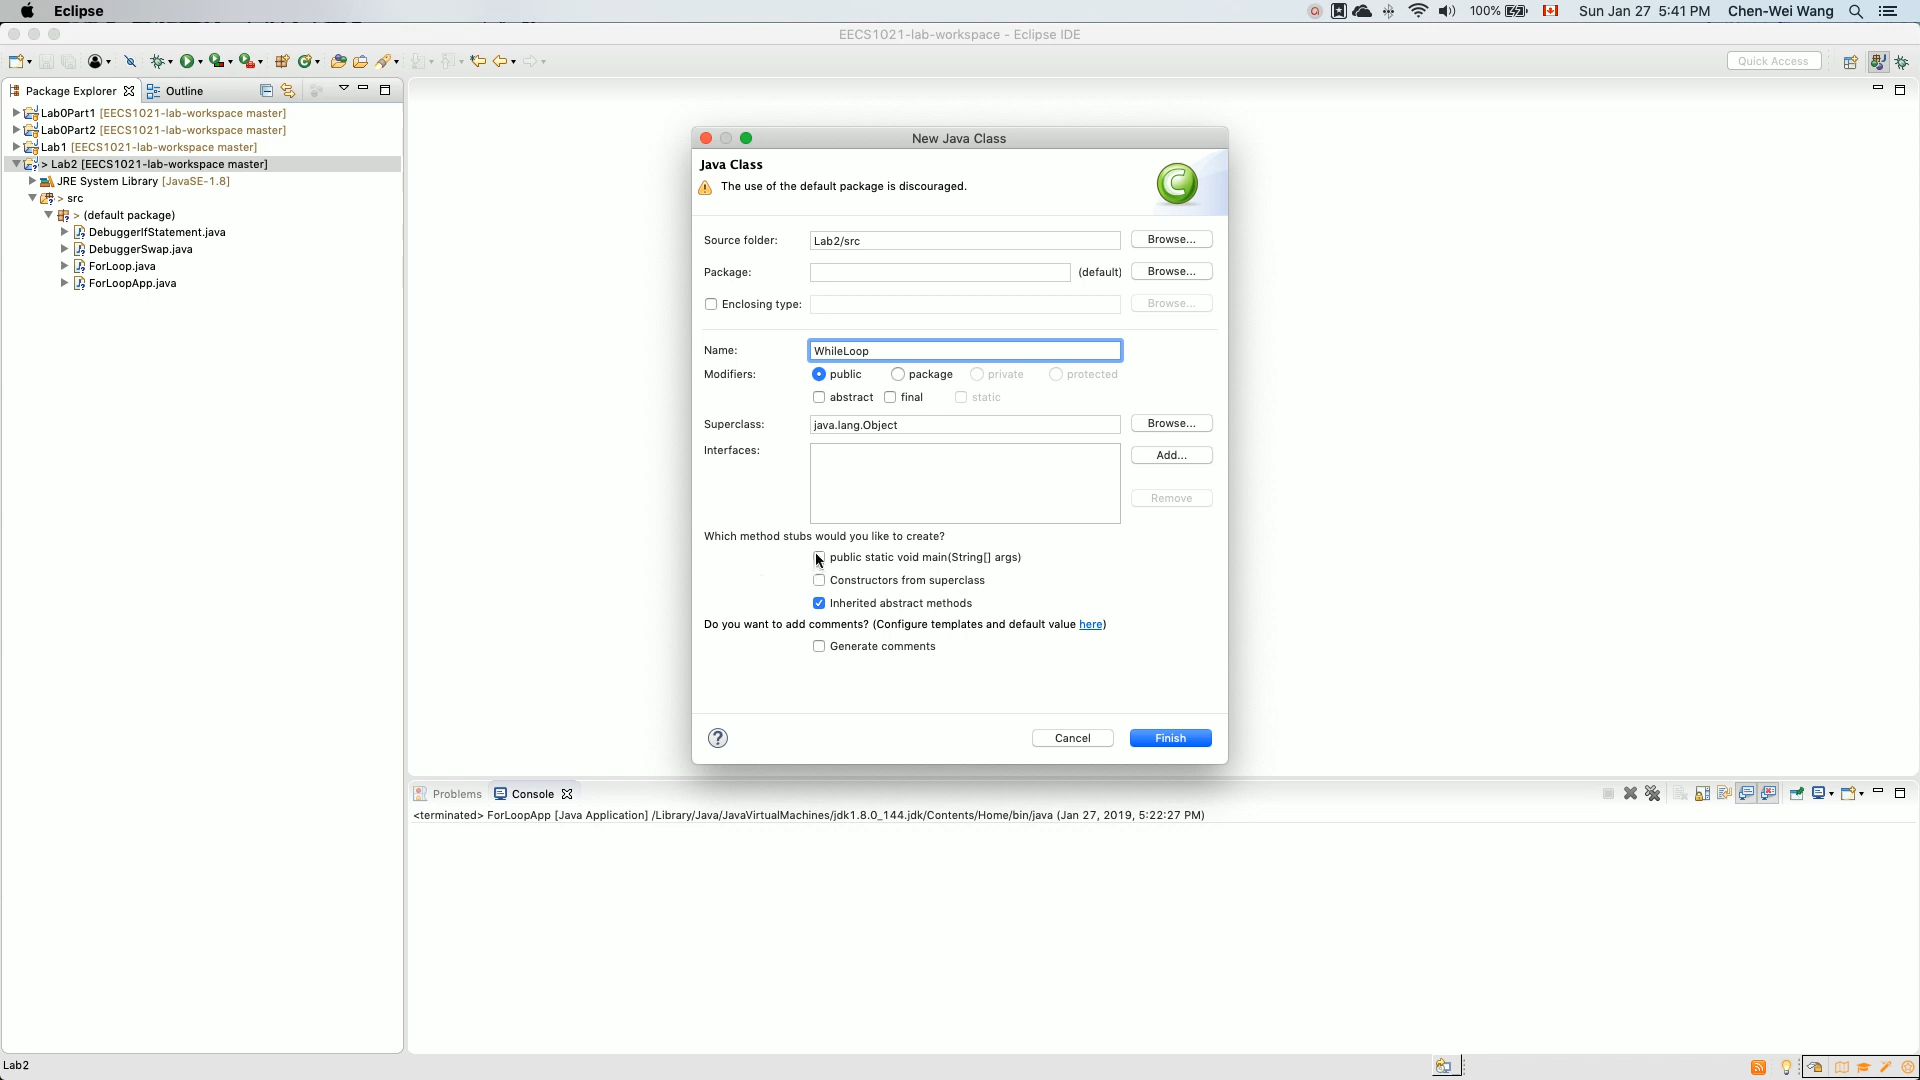 Eclipse
100%
Sun Jan 27 5:41 PM
Chen-Wei Wang
EECS1021-lab-workspace - Eclipse IDE
Quick Access
Package Explorer
Outline
Lab0Part1 [EECS1021-lab-workspace master]
Lab0Part2 [EECS1021-lab-workspace master]
Lab1 [EECS1021-lab-workspace master]
> Lab2 [EECS1021-lab-workspace master]
JRE System Library [JavaSE-1.8]
> src
> (default package)
DebuggerIfStatement.java
DebuggerSwap.java
ForLoop.java
ForLoopApp.java
New Java Class
Java Class
The use of the default package is discouraged.
C
Source folder: Lab2/src Browse...
Package: (default) Browse...
Enclosing type: Browse...
Name: WhileLoop
Modifiers: public package private protected
abstract final static
Superclass: java.lang.Object Browse...
Interfaces: Add...
Remove
Which method stubs would you like to create?
public static void main(String[] args)
Constructors from superclass
Inherited abstract methods
Do you want to add comments? (Configure templates and default value here)
Generate comments
? Cancel Finish
Problems Console
<terminated> ForLoopApp [Java Application] /Library/Java/JavaVirtualMachines/jdk1.8.0_144.jdk/Contents/Home/bin/java (Jan 27, 2019, 5:22:27 PM)
Lab2